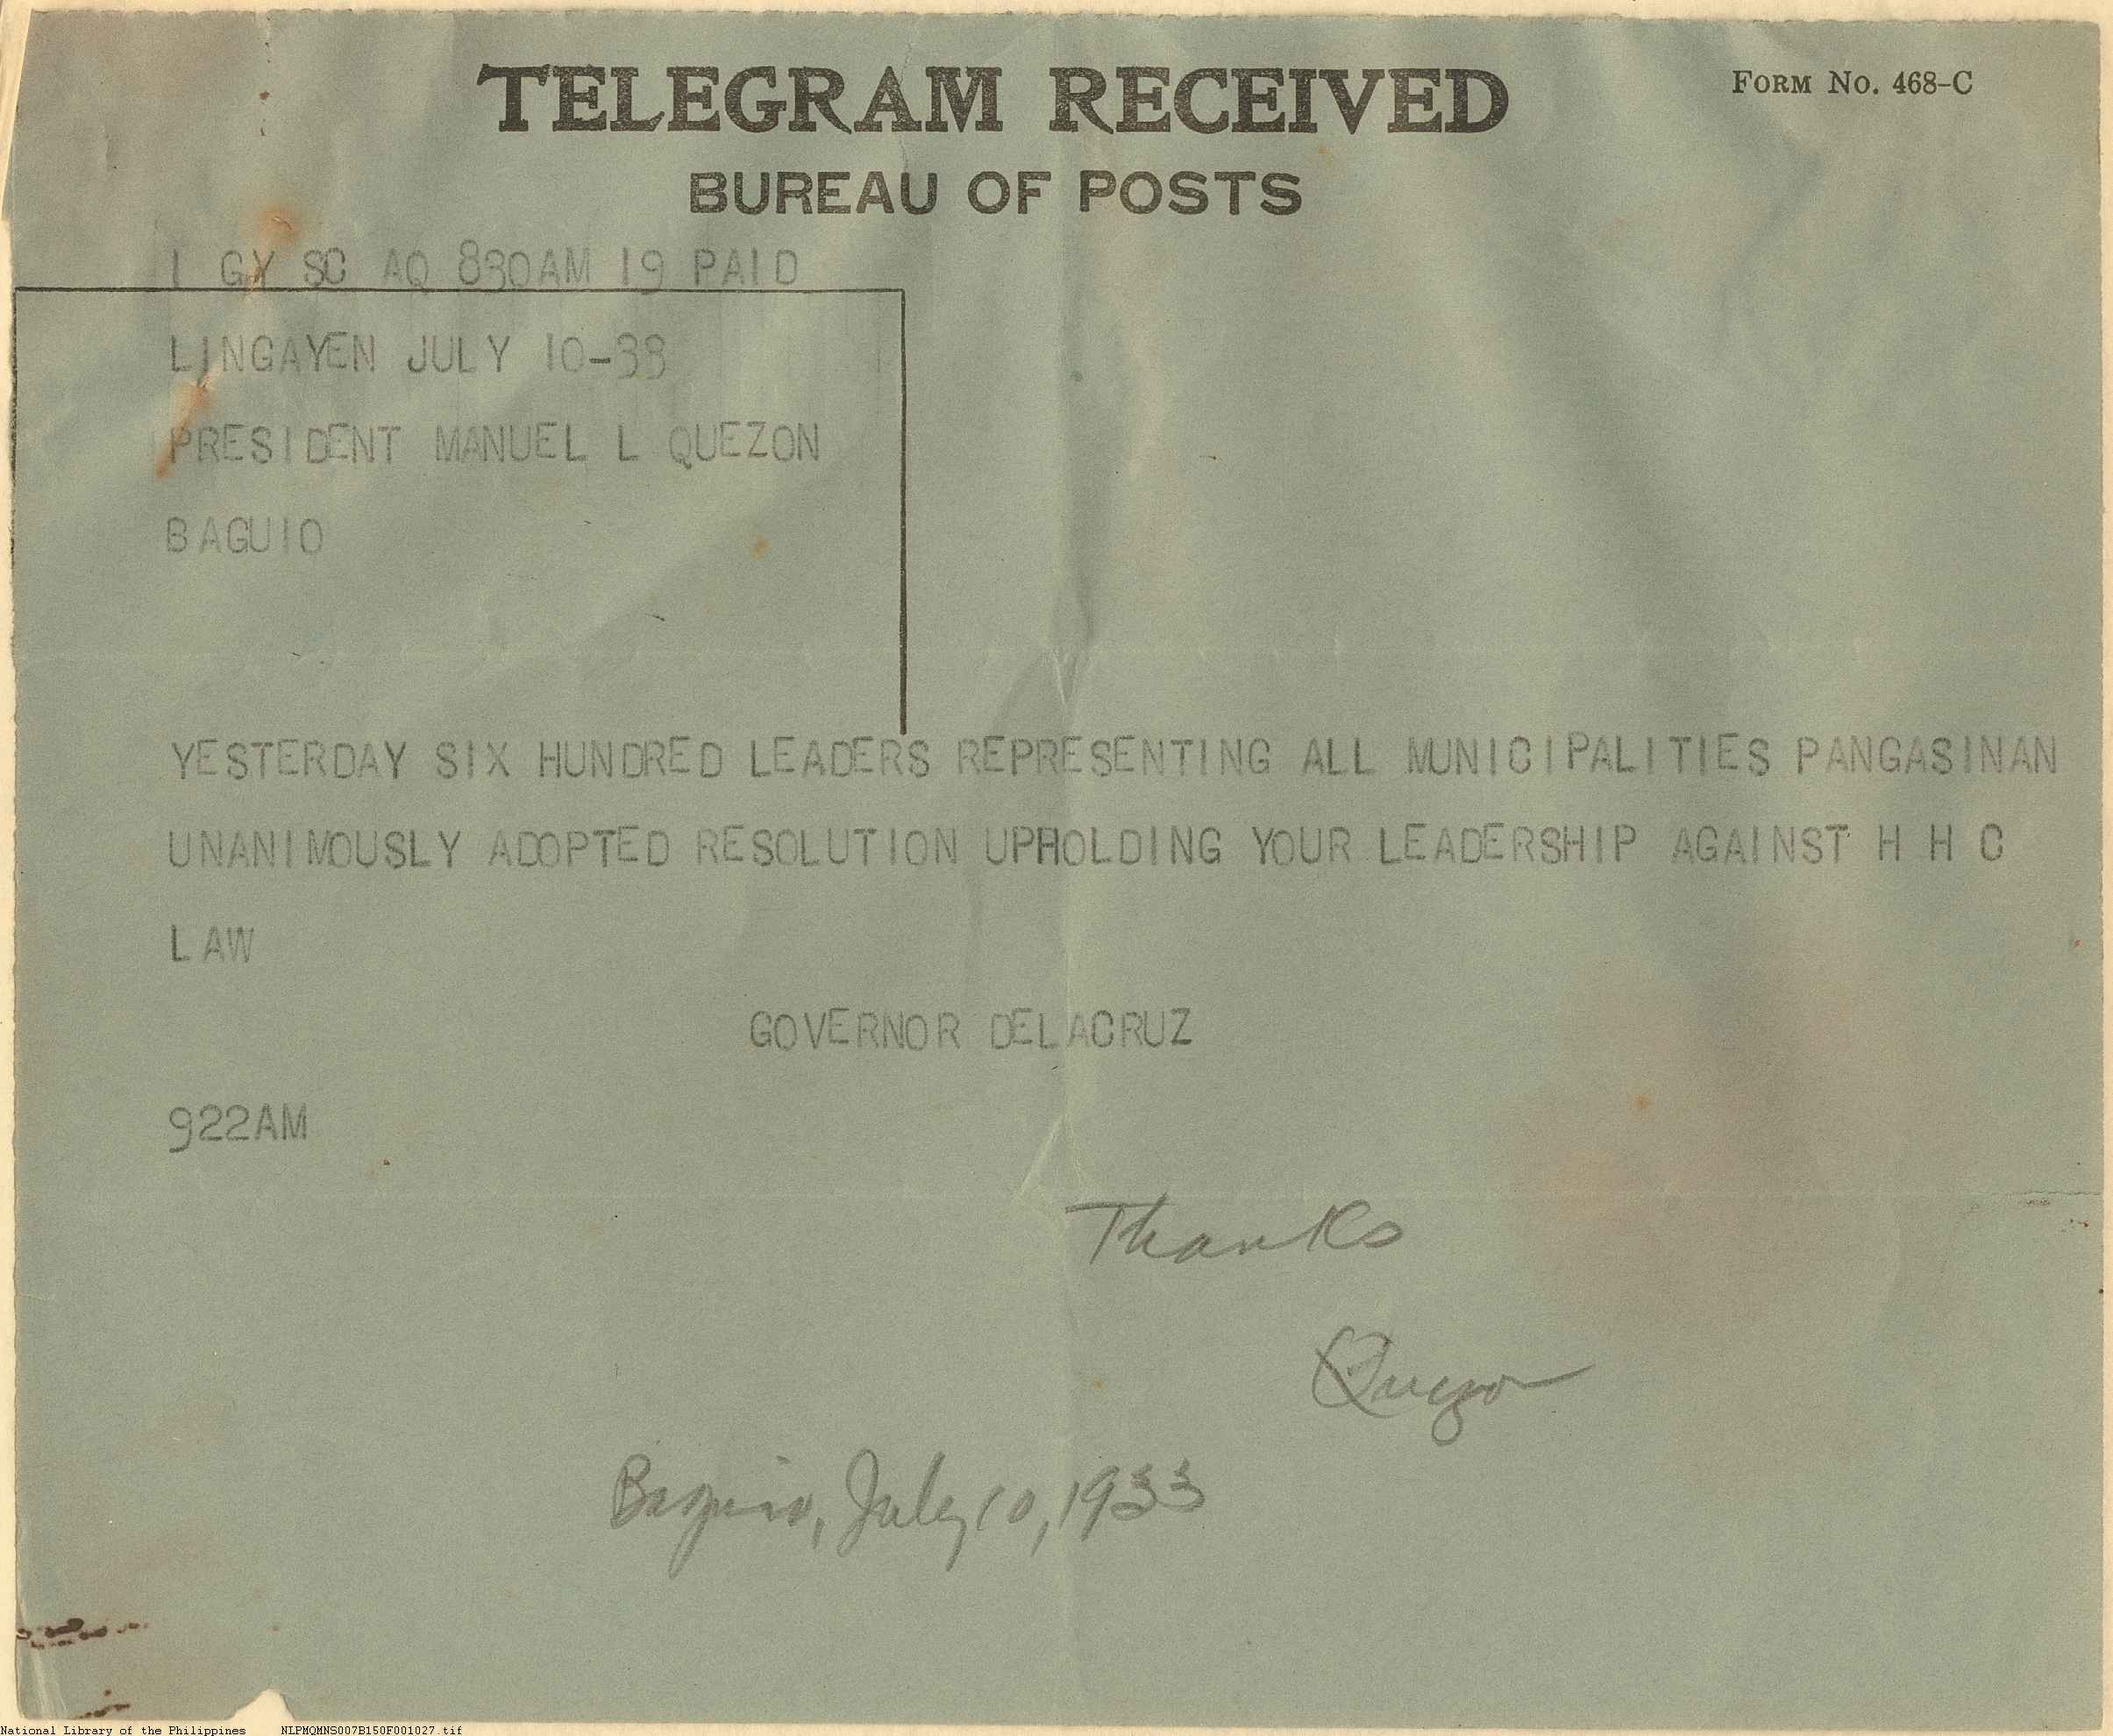 TELEGRAM RECEIVED
FORM No. 468-C
BUREAU OF POSTS
1 GY SC AQ 830AM 19 PAID
LINGAYEN JULY 10-33
PRESIDENT MANUEL L QUEZON
BAGUIO
YESTERDAY SIX HUNDRED LEADERS REPRESENTING ALL MUNICIPALITIES PANGASINAN
UNANIMOUSLY ADOPTED RESOLUTION UPHOLDING YOUR LEADERSHIP AGAINST H H C
LAW
GOVERNOR DELACRUZ
922AM
Thanks
Quezon
Baguio, July 10, 1933
National Library of the Philippines NLPMQMNS007B150F001027.tif